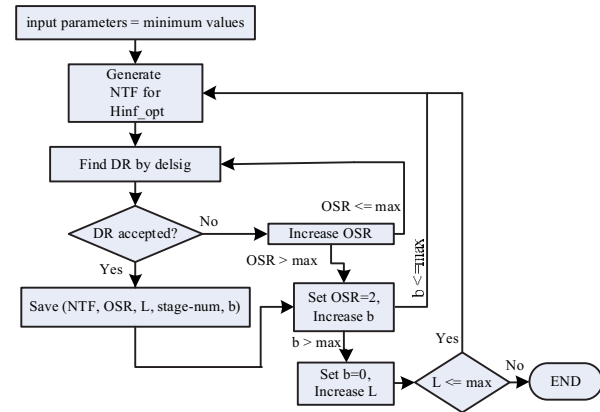 input parameters = minimum values
Generate
NTF for
Hinf_opt
Find DR by delsig
OSR <= max
DR accepted?
No
Increase OSR
Yes
OSR > max
b <=max
Save (NTF, OSR, L, stage-num, b)
Set OSR=2,
Increase b
b > max
Yes
Set b=0,
Increase L
L <= max
No
END